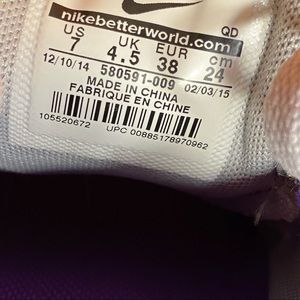 QD
nikebetterworld.com
US UK EUR cm
7 4.5 38 24
12/10/14 580591-009 02/03/15
MADE IN CHINA
FABRIQUE EN CHINE
105520672
UPC 00885178970962